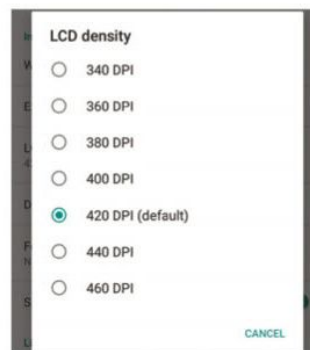 LCD density
340 DPI
360 DPI
380 DPI
400 DPI
420 DPI (default)
440 DPI
460 DPI
CANCEL